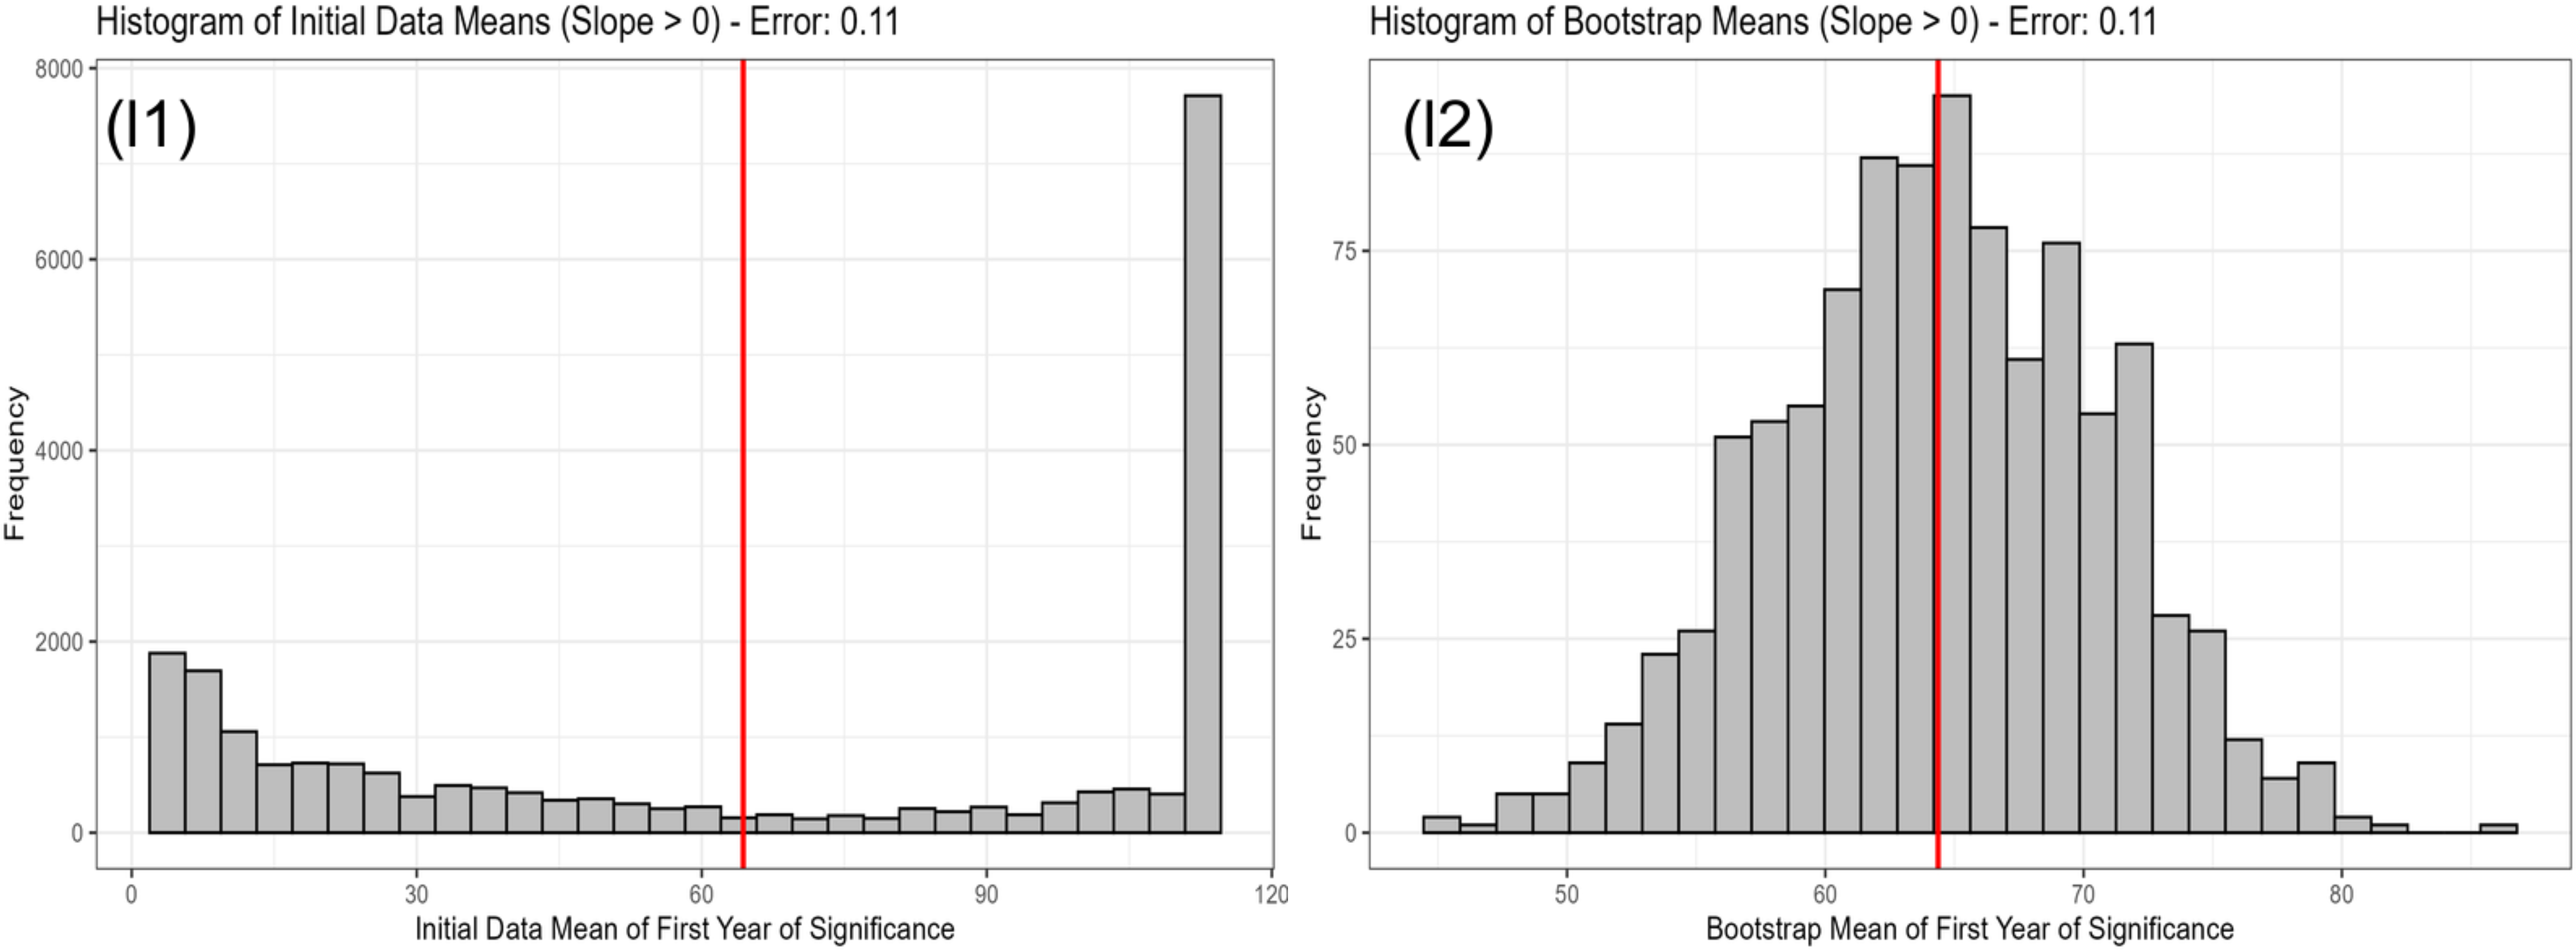 Histogram of Initial Data Means (Slope > 0) - Error: 0.11
(l1)
Frequency
8000
6000
4000
2000
0
0 30 60 90 120
Initial Data Mean of First Year of Significance
Histogram of Bootstrap Means (Slope > 0) - Error: 0.11
(l2)
Frequency
75
50
25
0
50 60 70 80
Bootstrap Mean of First Year of Significance